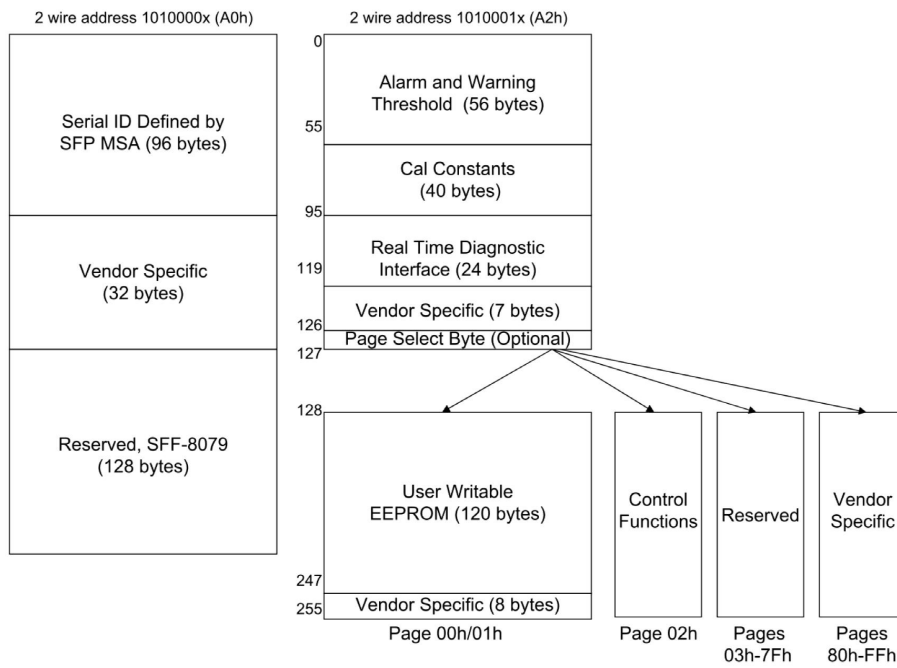 2 wire address 1010000x (A0h)
Serial ID Defined by
SFP MSA (96 bytes)
Vendor Specific
(32 bytes)
Reserved, SFF-8079
(128 bytes)
2 wire address 1010001x (A2h)
0
Alarm and Warning
Threshold (56 bytes)
55
Cal Constants
(40 bytes)
95
Real Time Diagnostic
Interface (24 bytes)
119
Vendor Specific (7 bytes)
126
Page Select Byte (Optional)
127
128
User Writable
EEPROM (120 bytes)
247
Vendor Specific (8 bytes)
255
Page 00h/01h
Control
Functions
Page 02h
Reserved
Pages
03h-7Fh
Vendor
Specific
Pages
80h-FFh